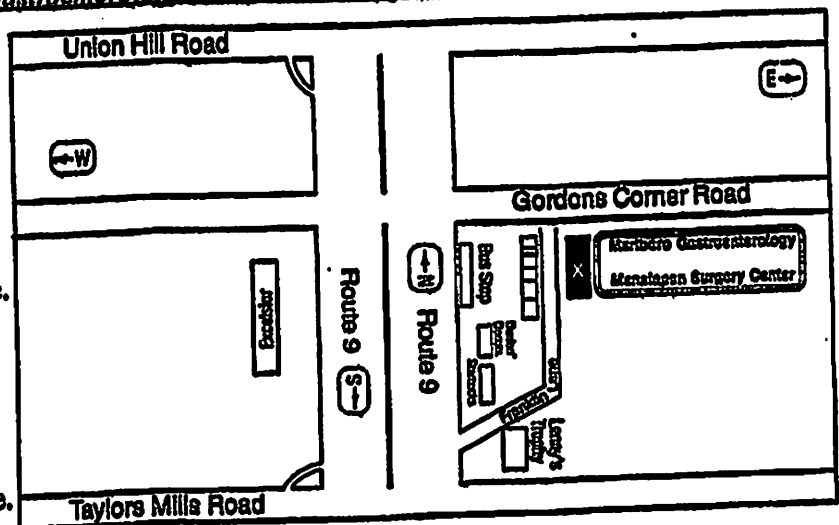 Union Hill Road
E→
←W
Gordons Corner Road
Marlboro Gastroenterology
Manalapan Surgery Center
X
Bus Stop
←N
Route 9
Route 9
S→
Excelsior
Franklin
Lane
e.
Taylors Mills Road
e.